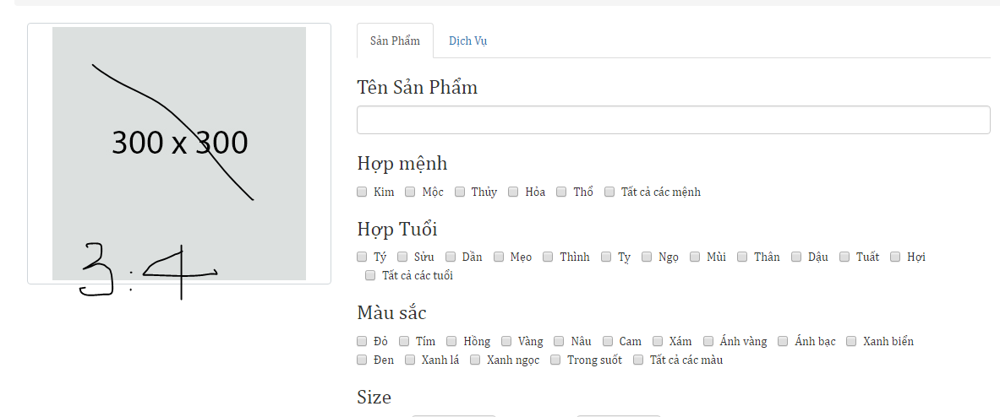 300 x 300
3:4
Sản Phẩm Dịch Vụ
Tên Sản Phẩm
Hợp mệnh
Kim Mộc Thủy Hỏa Thổ Tất cả các mệnh
Hợp Tuổi
Tý Sửu Dần Mẹo Thình Tỵ Ngọ Mùi Thân Dậu Tuất Hợi
Tất cả các tuổi
Màu sắc
Đỏ Tím Hồng Vàng Nâu Cam Xám Ánh vàng Ánh bạc Xanh biển
Đen Xanh lá Xanh ngọc Trong suốt Tất cả các màu
Size